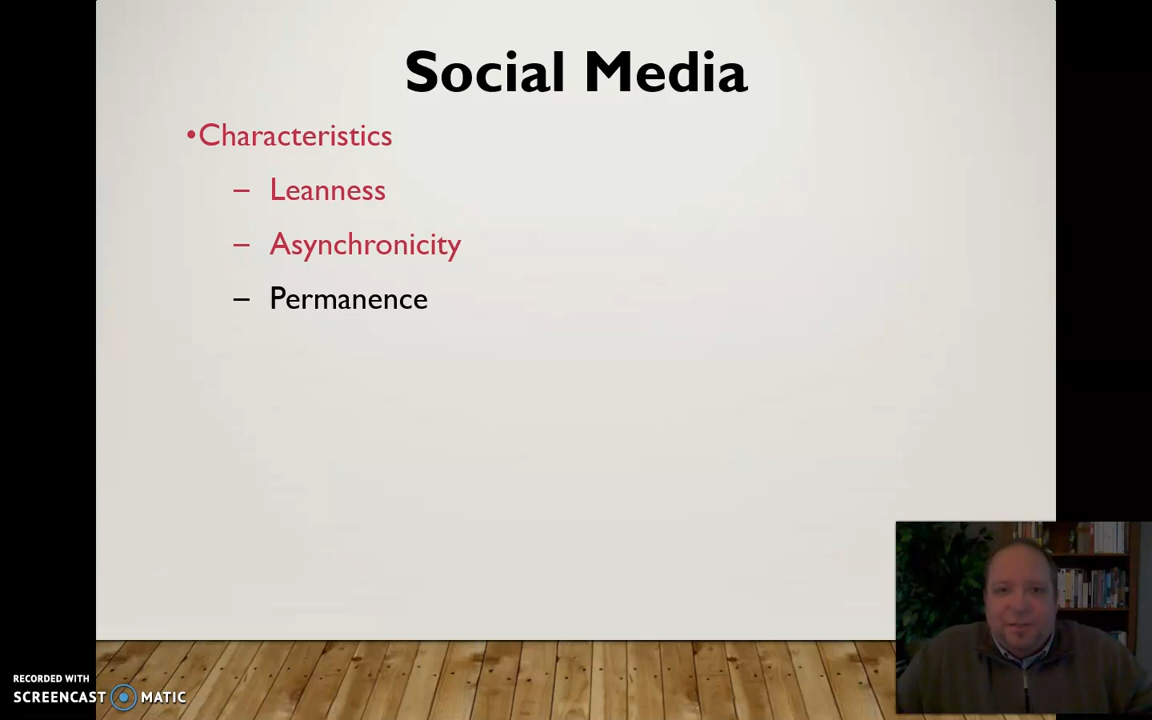 Social Media
•Characteristics
– Leanness
– Asynchronicity
– Permanence
RECORDED WITH
SCREENCAST MATIC